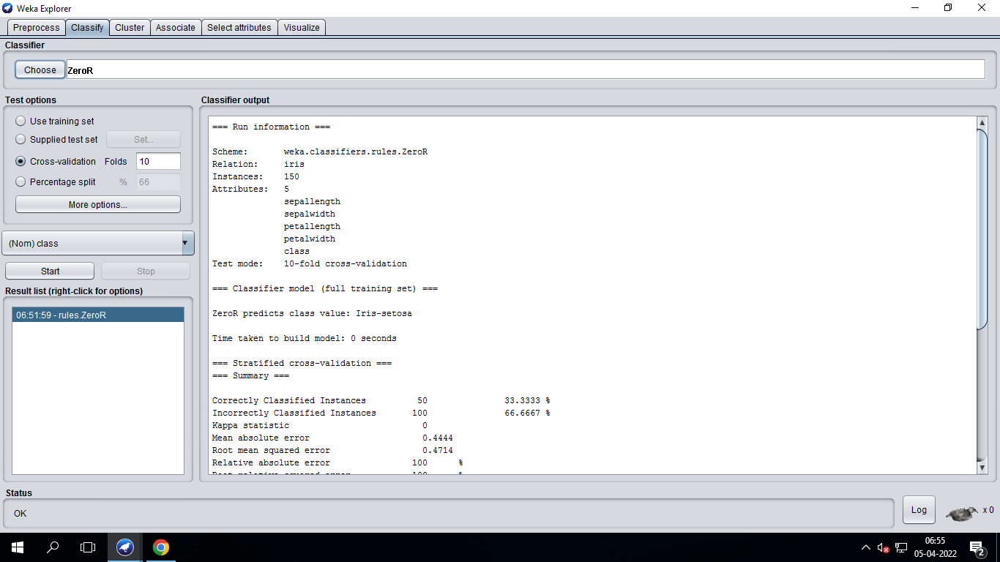 Weka Explorer
Preprocess Classify Cluster Associate Select attributes Visualize
Classifier
Choose ZeroR
Test options
Use training set
Supplied test set Set...
Cross-validation Folds 10
Percentage split % 66
More options...
(Nom) class
Start Stop
Result list (right-click for options)
06:51:59 - rules.ZeroR
Classifier output
=== Run information ===
Scheme: weka.classifiers.rules.ZeroR
Relation: iris
Instances: 150
Attributes: 5
sepallength
sepalwidth
petallength
petalwidth
class
Test mode: 10-fold cross-validation
=== Classifier model (full training set) ===
ZeroR predicts class value: Iris-setosa
Time taken to build model: 0 seconds
=== Stratified cross-validation ===
=== Summary ===
Correctly Classified Instances 50 33.3333 %
Incorrectly Classified Instances 100 66.6667 %
Kappa statistic 0
Mean absolute error 0.4444
Root mean squared error 0.4714
Relative absolute error 100 %
Root relative squared error 100 %
Status
OK
Log
x 0
06:55
05-04-2022
2